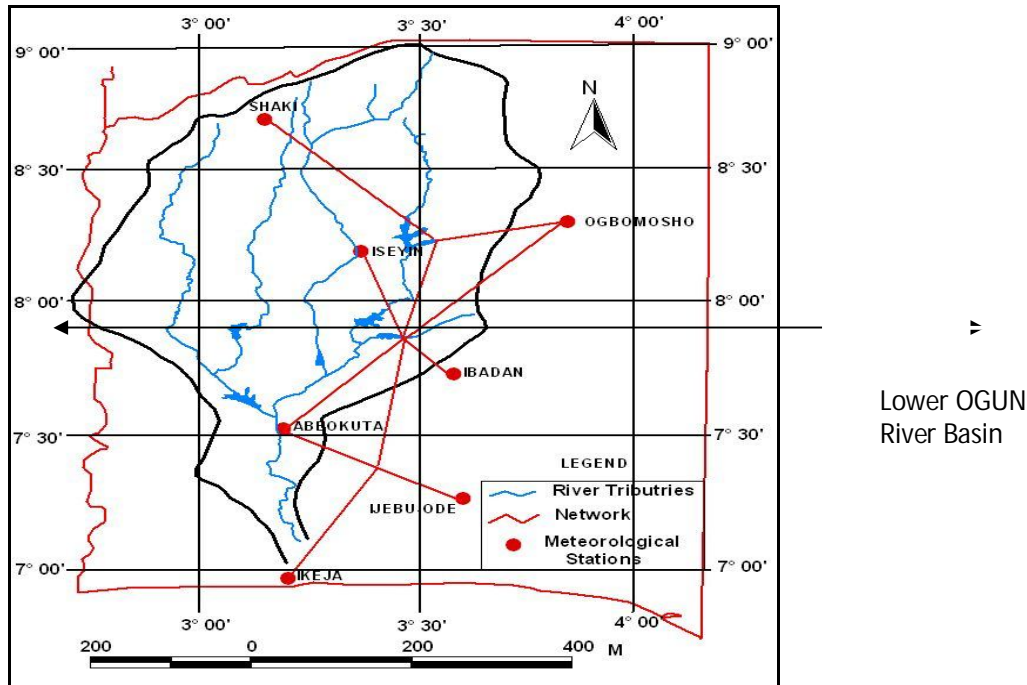 3° 00' 3° 30' 4° 00'
9° 00' 9° 00'
N
SHAKI
8° 30' 8° 30'
OGBOMOSHO
ISEYIN
8° 00' 8° 00'
IBADAN
Lower OGUN
River Basin
ABEOKUTA
7° 30' 7° 30'
LEGEND
River Tributries
IJEBU-ODE
Network
Meteorological
Stations
7° 00' 7° 00'
IKEJA
3° 00' 3° 30' 4° 00'
200 0 200 400 M